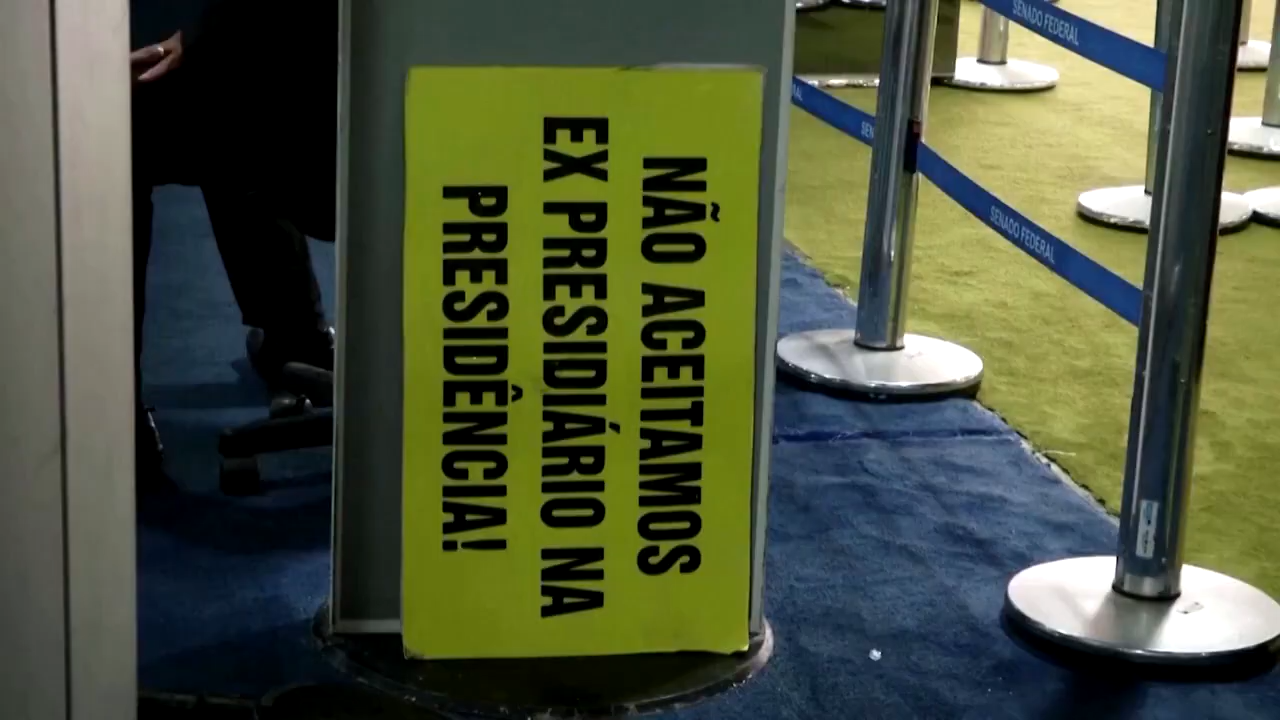 NÃO ACEITAMOS
EX PRESIDIÁRIO NA
PRESIDÊNCIA!
SENADO FEDERAL
SENADO FEDERAL